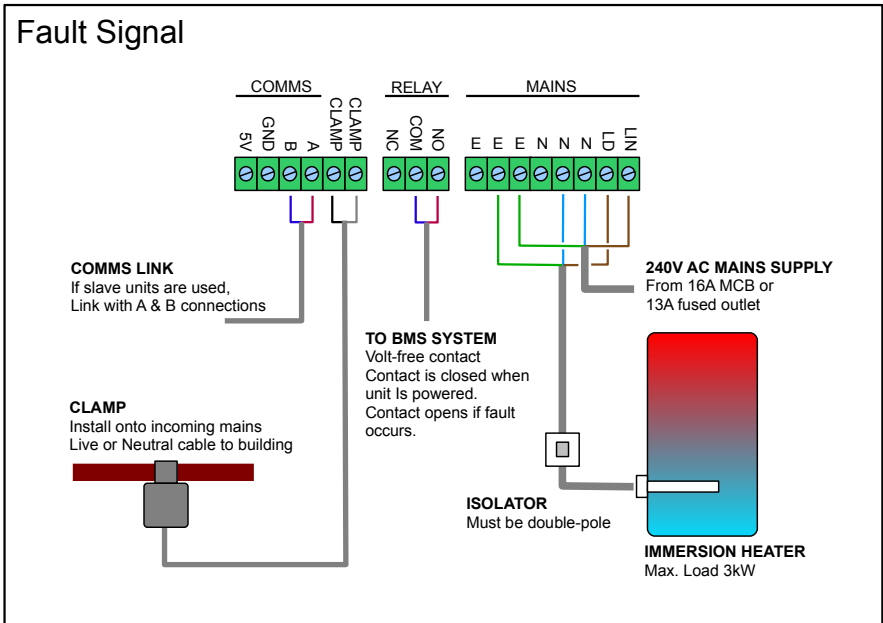 Fault Signal
COMMS
RELAY
MAINS
5V
GND
B
A
CLAMP
CLAMP
NC
COM
NO
E
E
E
N
N
N
LD
LIN
COMMS LINK
If slave units are used,
Link with A & B connections
TO BMS SYSTEM
Volt-free contact
Contact is closed when
unit Is powered.
Contact opens if fault
occurs.
240V AC MAINS SUPPLY
From 16A MCB or
13A fused outlet
CLAMP
Install onto incoming mains
Live or Neutral cable to building
ISOLATOR
Must be double-pole
IMMERSION HEATER
Max. Load 3kW